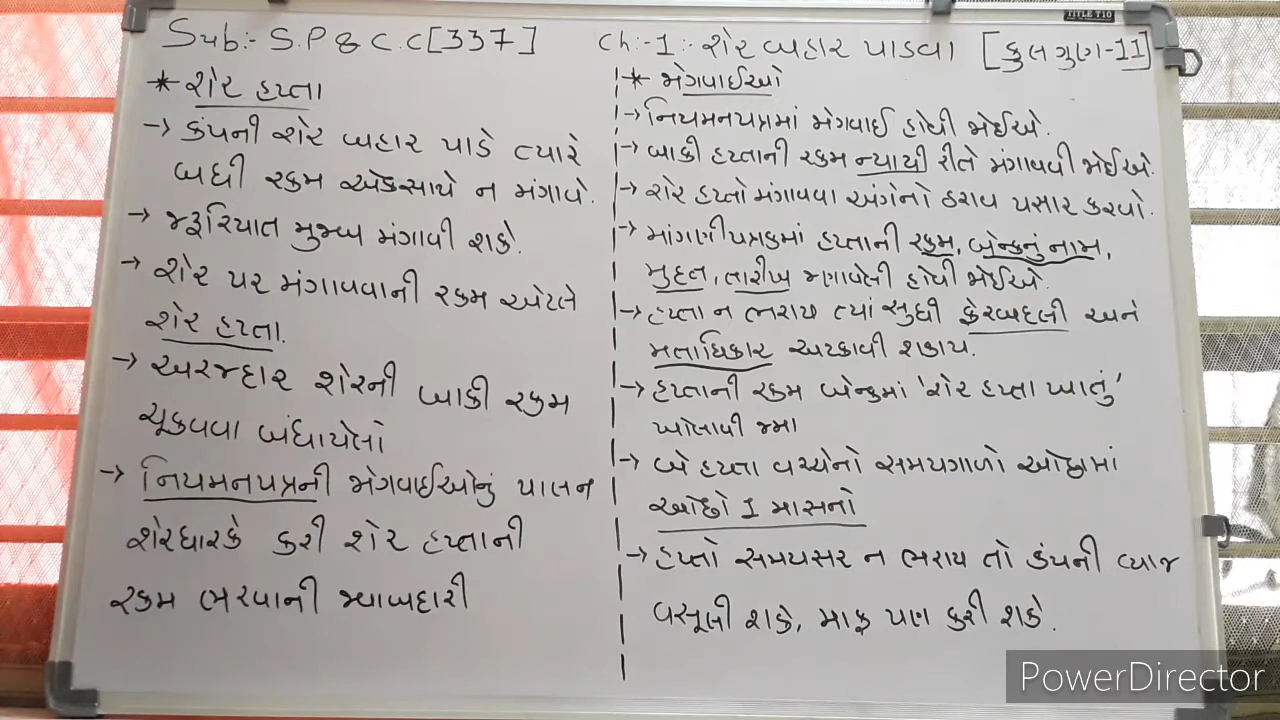 TITLE T10
Sub:- S.P & C.C [337] Ch:-1:- શેર બહાર પાડવા [કુલ ગુણ-11]
* શેર હપ્તા
→ કંપની શેર બહાર પાડે ત્યારે
બધી રકમ એકસાથે ન મંગાવે.
→ જરૂરિયાત મુજબ મંગાવી શકે.
→ શેર પર મંગાવવાની રકમ એટલે
શેર હપ્તા.
→ અરજદાર શેરની બાકી રકમ
ચૂકવવા બંધાયેલો
→ નિયમનપત્રની જોગવાઈઓનું પાલન
શેરધારકે કરી શેર હપ્તાની
રકમ ભરવાની જવાબદારી
* જોગવાઈઓ
→ નિયમનપત્રમાં જોગવાઈ હોવી જોઈએ.
→ બાકી હપ્તાની રકમ ન્યાયી રીતે મંગાવવી જોઈએ.
→ શેર હપ્તો મંગાવવા અંગેનો ઠરાવ પસાર કરવો.
→ માંગણીપત્રકમાં હપ્તાની રકમ, બેન્કનું નામ,
મુદત, તારીખ જણાવેલી હોવી જોઈએ.
→ હપ્તા ન ભરાય ત્યાં સુધી ફેરબદલી અને
મતાધિકાર અટકાવી શકાય.
→ હપ્તાની રકમ બેન્કમાં 'શેર હપ્તા ખાતું'
ખોલાવી જમા
→ બે હપ્તા વચ્ચેનો સમયગાળો ઓછામાં
ઓછો 1 માસનો
→ હપ્તો સમયસર ન ભરાય તો કંપની વ્યાજ
વસૂલી શકે, માફ પણ કરી શકે.
PowerDirector